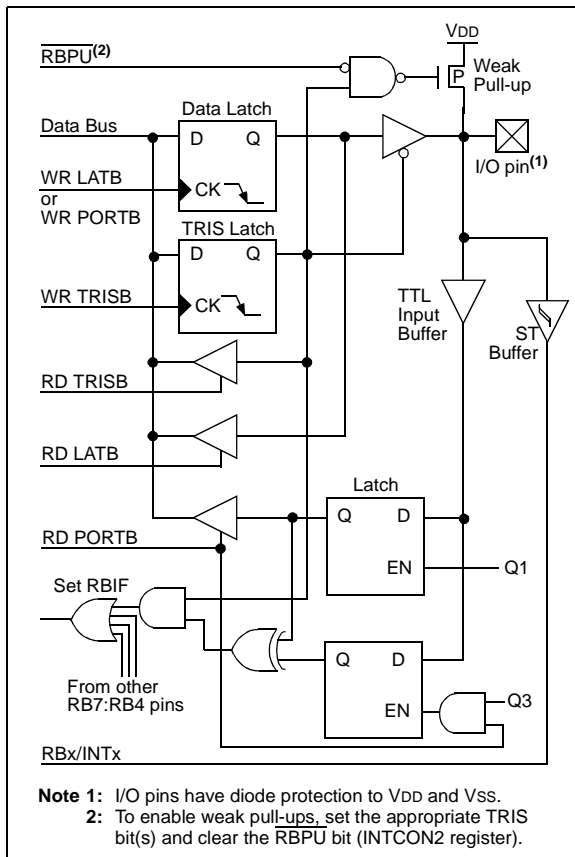 VDD
RBPU(2)
Weak
Pull-up
P
Data Bus
Data Latch
D Q
I/O pin(1)
WR LATB
or
WR PORTB
CK
TRIS Latch
D Q
WR TRISB
CK
TTL
Input
Buffer
ST
Buffer
RD TRISB
RD LATB
Latch
Q D
RD PORTB
EN
Q1
Set RBIF
Q D
From other
RB7:RB4 pins
EN
Q3
RBx/INTx
Note 1: I/O pins have diode protection to VDD and VSS.
2: To enable weak pull-ups, set the appropriate TRIS
bit(s) and clear the RBPU bit (INTCON2 register).